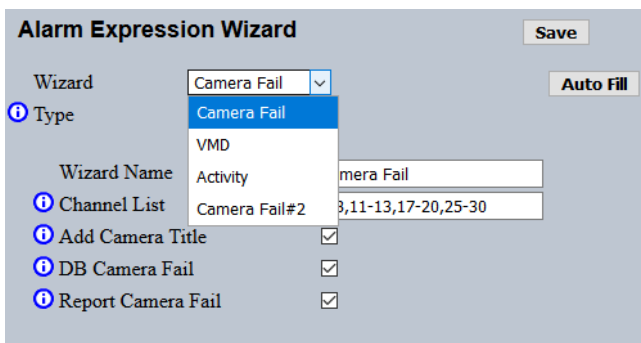 Alarm Expression Wizard
Save
Wizard
Camera Fail
Auto Fill
Type
Camera Fail
VMD
Activity
Camera Fail#2
Wizard Name
mera Fail
Channel List
,11-13,17-20,25-30
Add Camera Title
DB Camera Fail
Report Camera Fail